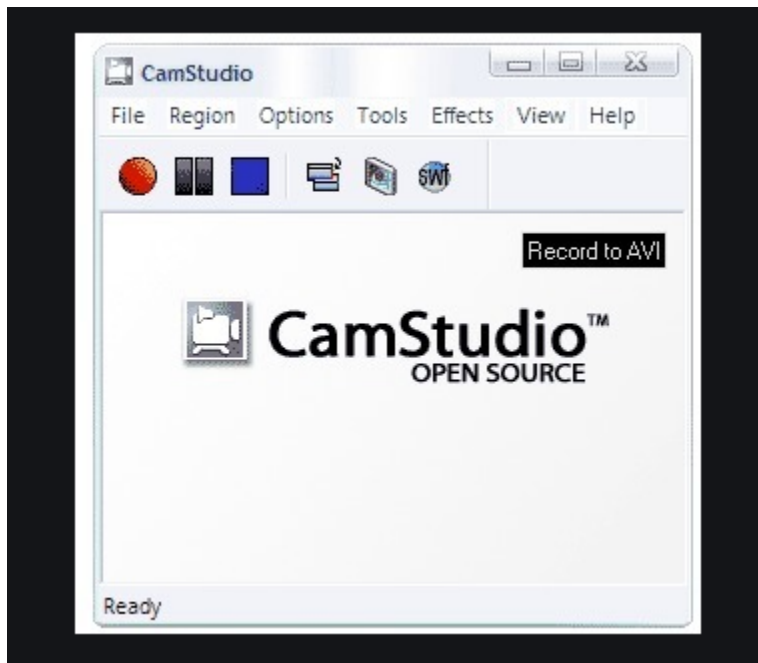 CamStudio
File Region Options Tools Effects View Help
swf
Record to AVI
CamStudio™
OPEN SOURCE
Ready